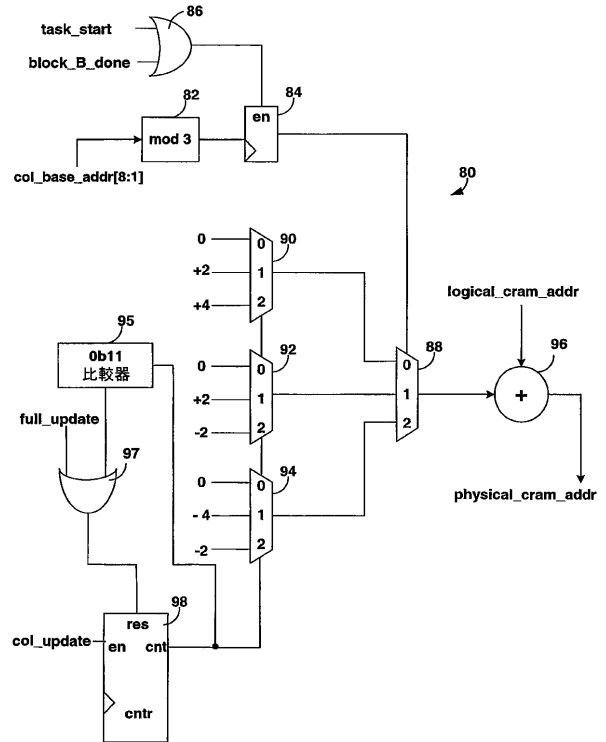 86
task_start
block_B_done
82
84
en
mod 3
col_base_addr[8:1]
80
0
+2
+4
0
1
2
90
logical_cram_addr
95
0b11
比較器
0
+2
-2
0
1
2
92
88
0
1
2
96
+
full_update
97
physical_cram_addr
0
- 4
-2
0
1
2
94
98
res
col_update
en
cnt
cntr